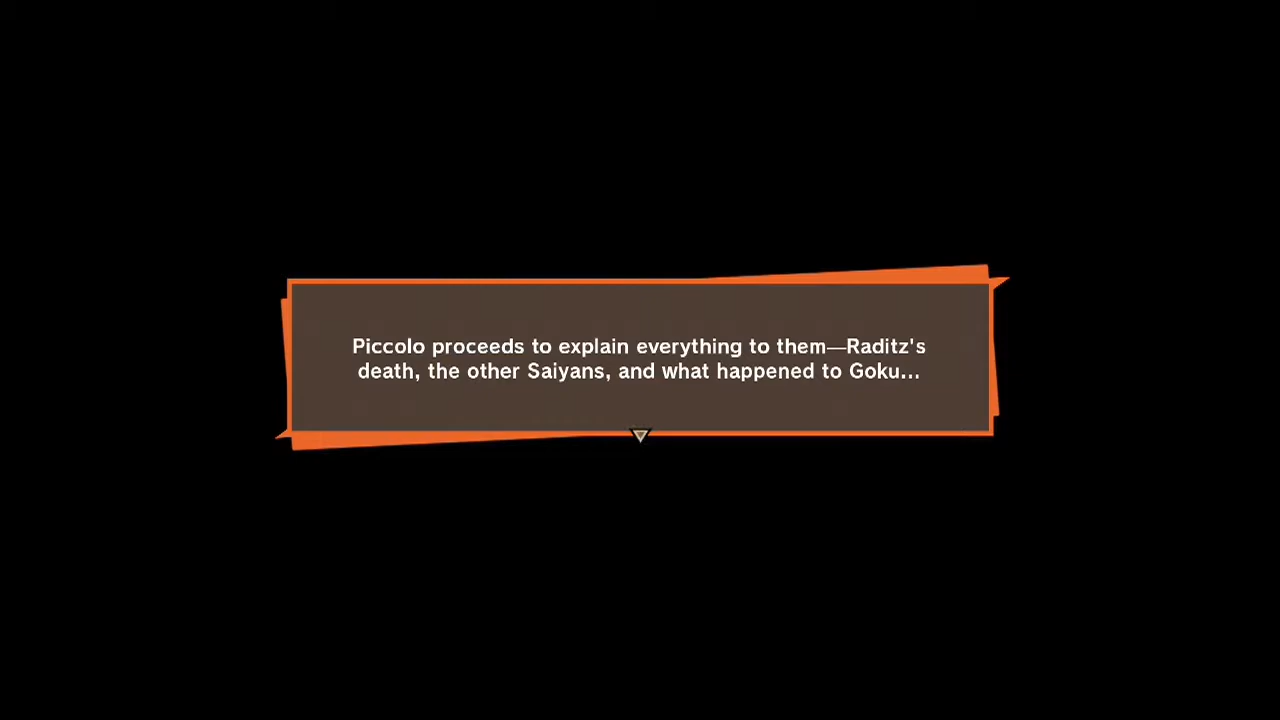 Piccolo proceeds to explain everything to them—Raditz's
death, the other Saiyans, and what happened to Goku...